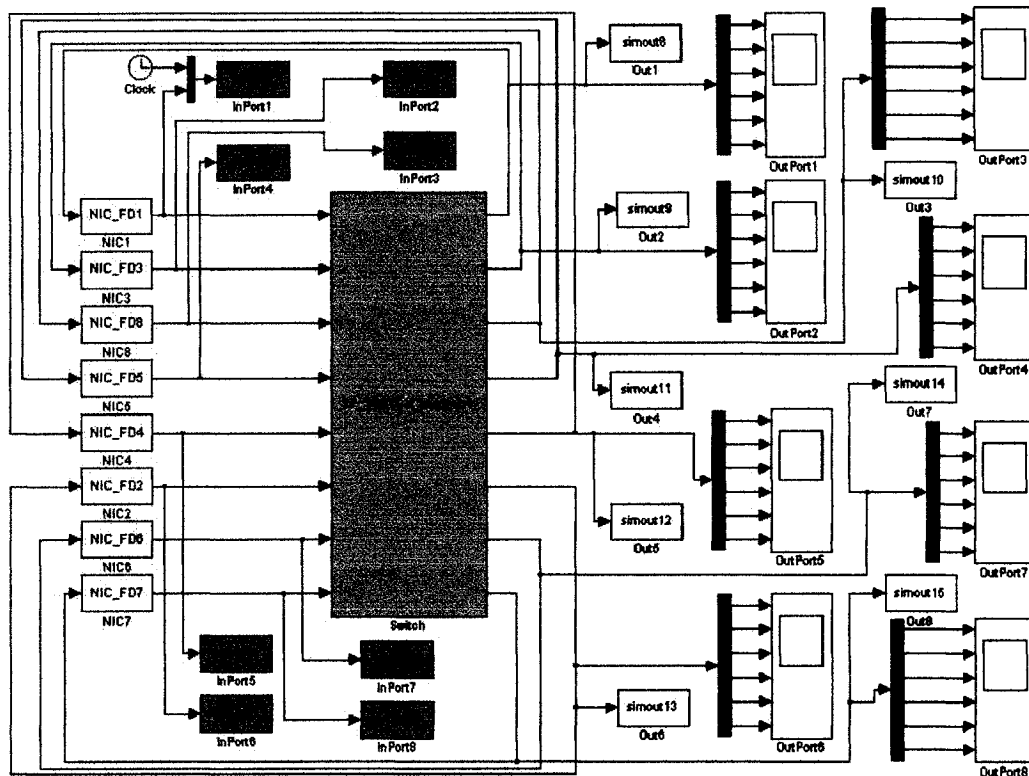 Clock
InPort1
InPort2
InPort3
InPort4
NIC_FD1
NIC1
NIC_FD3
NIC3
NIC_FD8
NIC8
NIC_FD5
NIC5
NIC_FD4
NIC4
NIC_FD2
NIC2
NIC_FD6
NIC6
NIC_FD7
NIC7
Switch
InPort5
InPort6
InPort7
InPort8
simout8
Out1
OutPort1
simout9
Out2
OutPort2
OutPort3
simout10
Out3
OutPort4
simout11
Out4
simout14
Out7
simout12
Out5
OutPort5
OutPort7
simout15
Out8
simout13
Out6
OutPort6
OutPort8